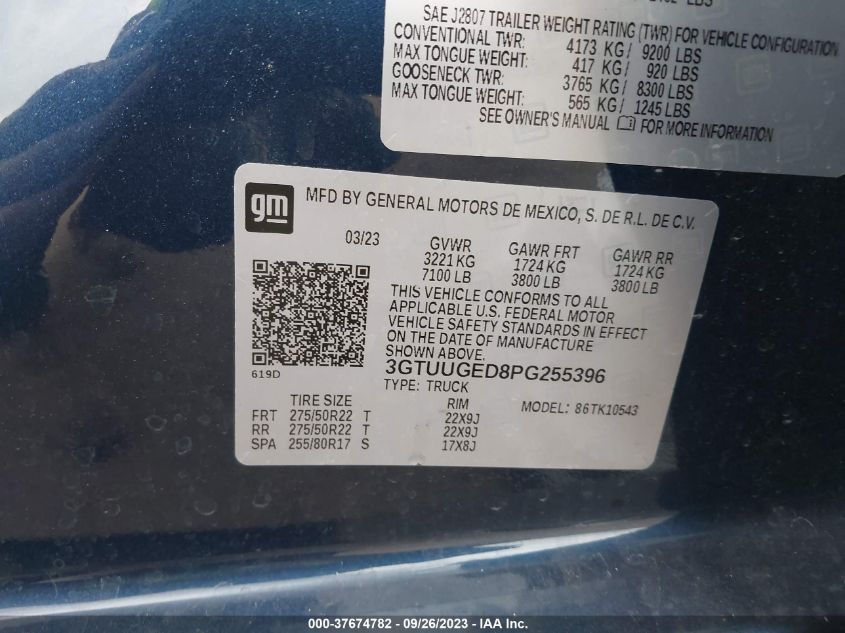 LBS
SAE J2807 TRAILER WEIGHT RATING (TWR) FOR VEHICLE CONFIGURATION
CONVENTIONAL TWR: 4173 KG/ 9200 LBS
MAX TONGUE WEIGHT: 417 KG/ 920 LBS
GOOSENECK TWR: 3765 KG/ 8300 LBS
MAX TONGUE WEIGHT: 565 KG/ 1245 LBS
SEE OWNER'S MANUAL FOR MORE INFORMATION
gm
MFD BY GENERAL MOTORS DE MEXICO, S. DE R.L. DE C.V.
03/23 GVWR GAWR FRT GAWR RR
3221 KG 1724 KG 1724 KG
7100 LB 3800 LB 3800 LB
THIS VEHICLE CONFORMS TO ALL
APPLICABLE U.S. FEDERAL MOTOR
VEHICLE SAFETY STANDARDS IN EFFECT
ON THE DATE OF MANUFACTURE
SHOWN ABOVE.
619D
3GTUUGED8PG255396
TYPE: TRUCK
TIRE SIZE RIM MODEL: 86TK10543
FRT 275/50R22 T 22X9J
RR 275/50R22 T 22X9J
SPA 255/80R17 S 17X8J
000-37674782 - 09/26/2023 - IAA Inc.